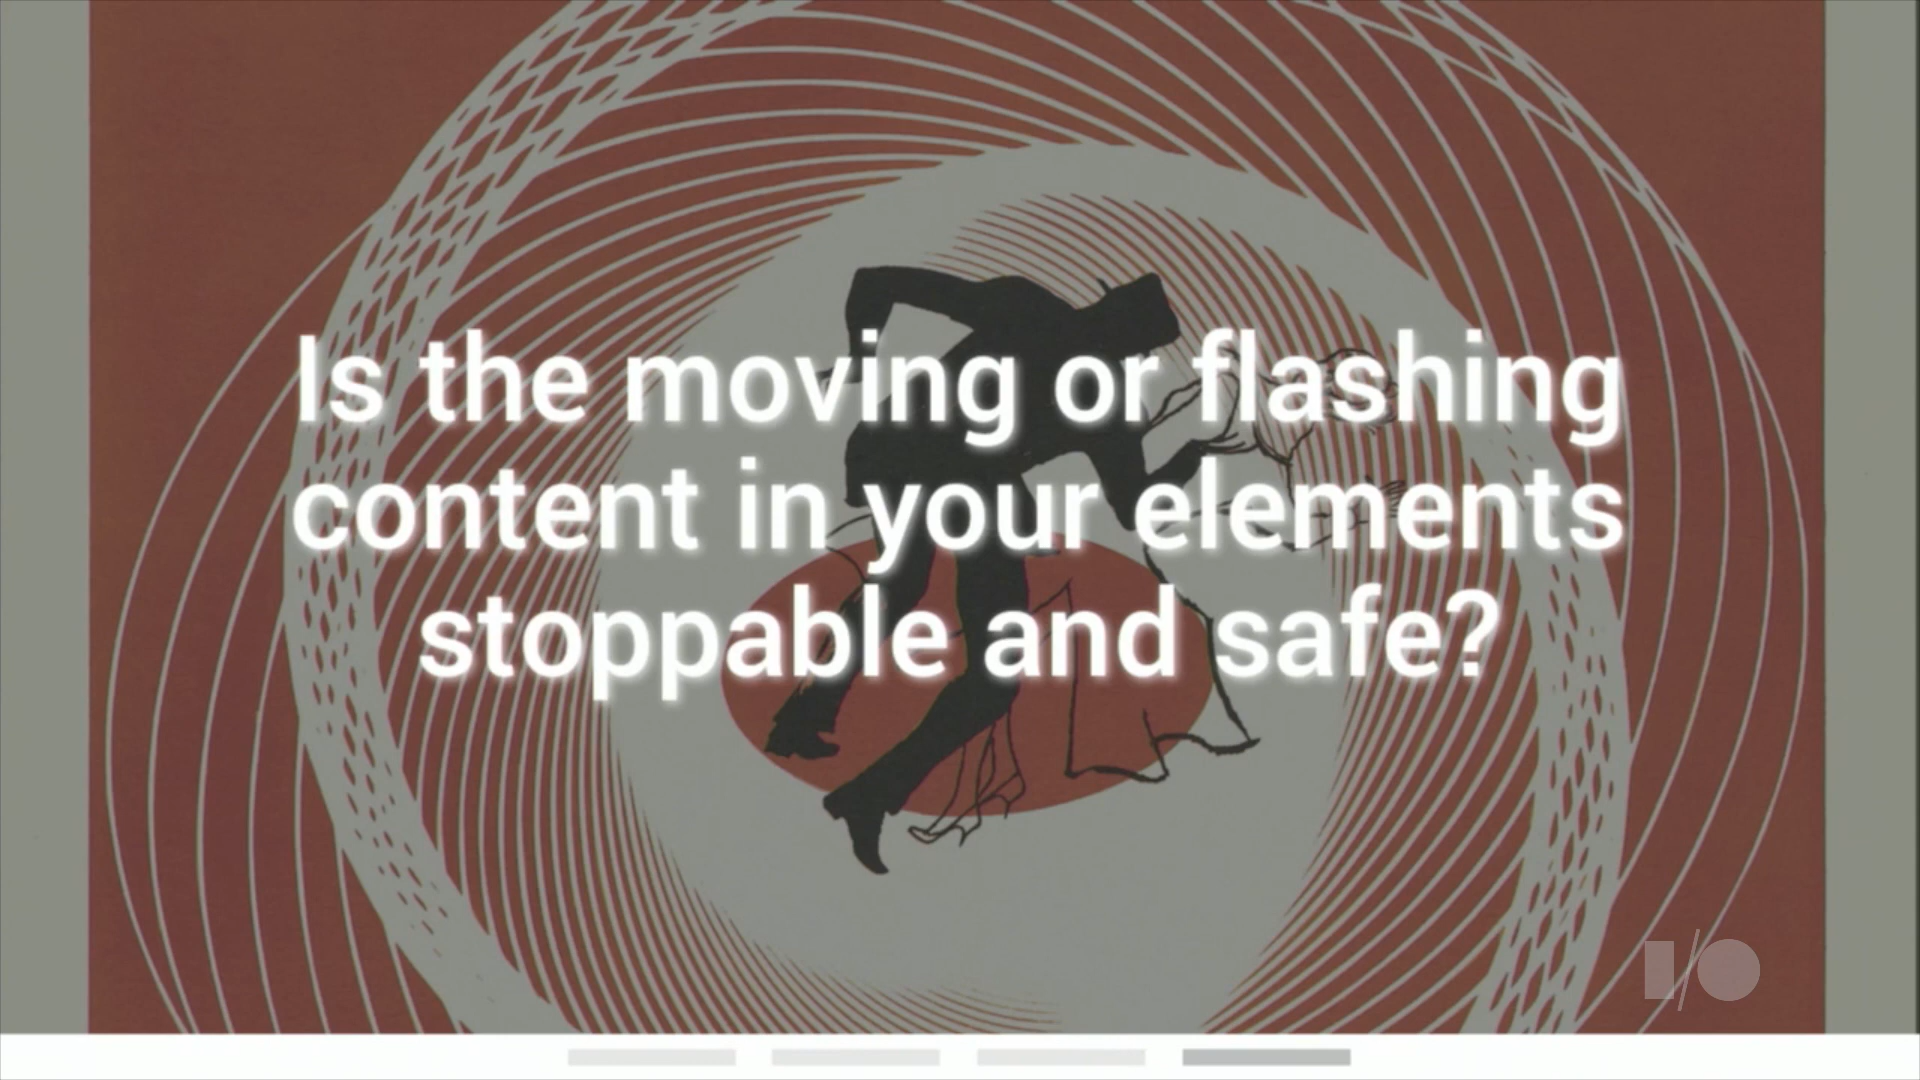 Is the moving or flashing
content in your elements
stoppable and safe?
I/O